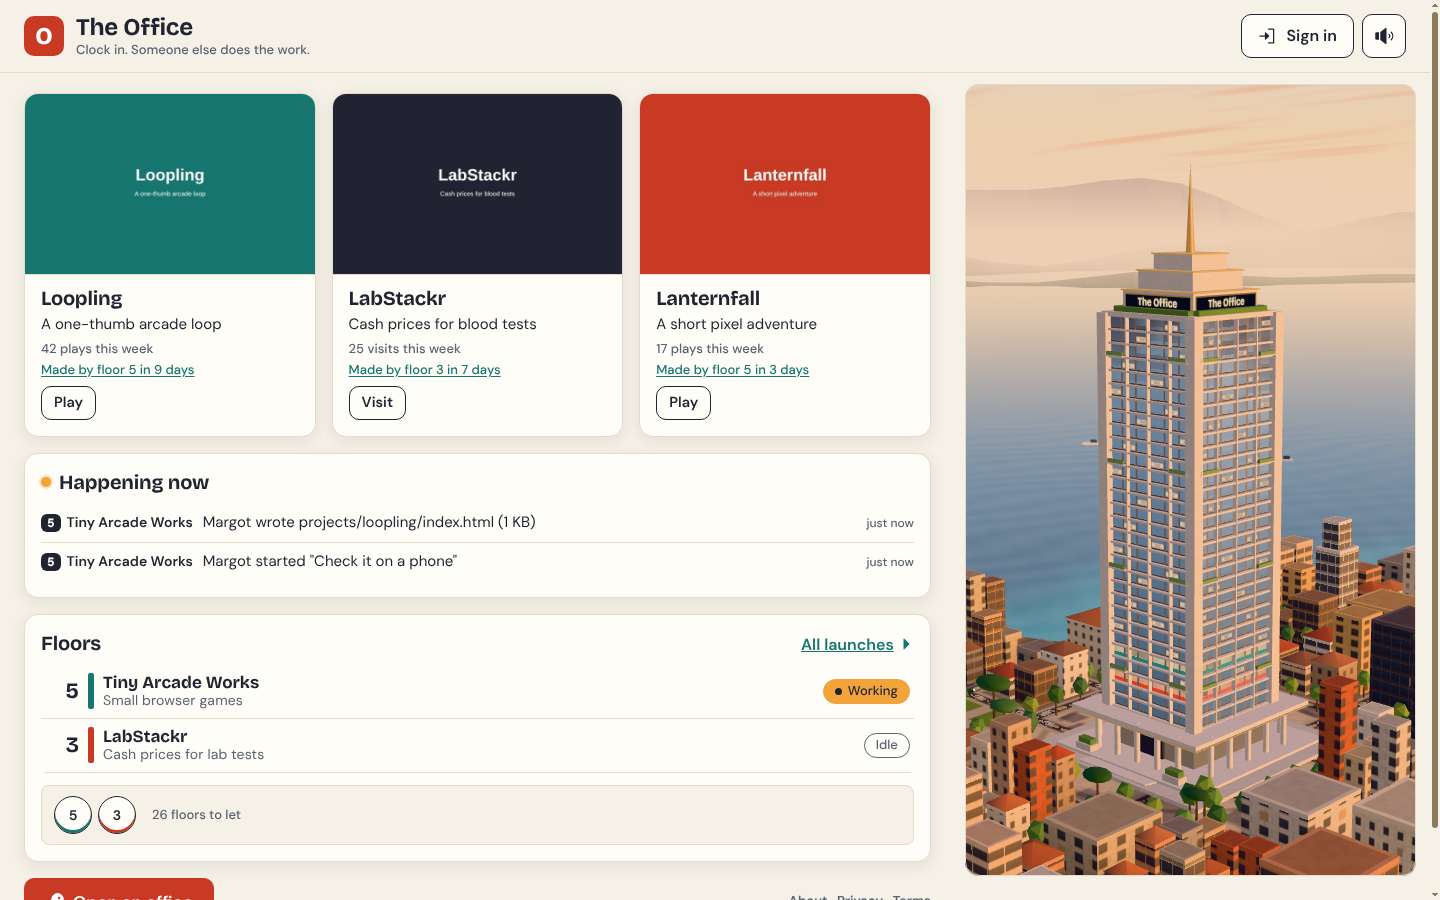 O
The Office
Clock in. Someone else does the work.
Sign in
Loopling
A one-thumb arcade loop
LabStackr
Cash prices for blood tests
Lanternfall
A short pixel adventure
Loopling
A one-thumb arcade loop
42 plays this week
Made by floor 5 in 9 days
Play
LabStackr
Cash prices for blood tests
25 visits this week
Made by floor 3 in 7 days
Visit
Lanternfall
A short pixel adventure
17 plays this week
Made by floor 5 in 3 days
Play
Happening now
5 Tiny Arcade Works Margot wrote projects/loopling/index.html (1 KB) just now
5 Tiny Arcade Works Margot started "Check it on a phone" just now
Floors
All launches
5 Tiny Arcade Works
Small browser games
Working
3 LabStackr
Cash prices for lab tests
Idle
5 3 26 floors to let
Open an office
About Privacy Terms
The Office The Office